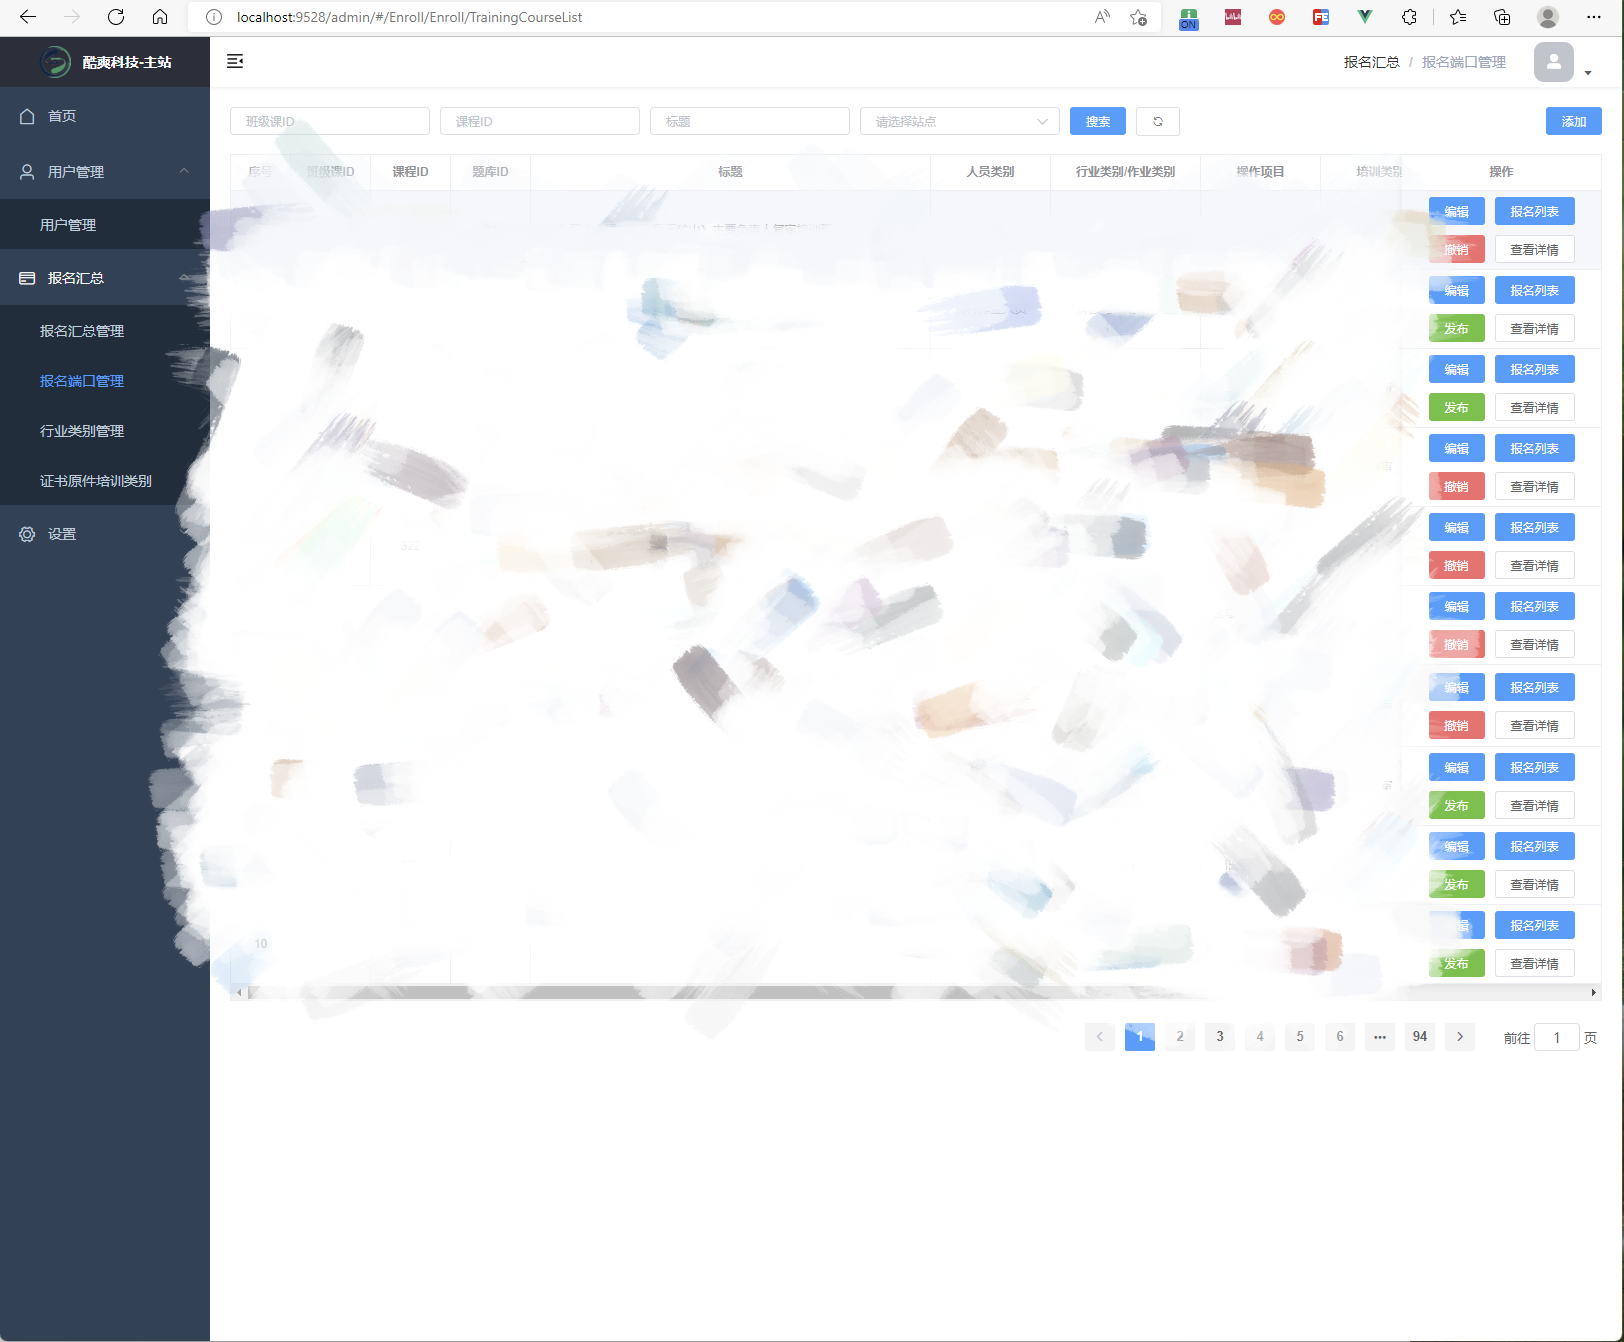 localhost:9528/admin/#/Enroll/Enroll/TrainingCourseList
ON
酷爽科技-主站
报名汇总 / 报名端口管理
首页
用户管理
用户管理
报名汇总
报名汇总管理
报名端口管理
行业类别管理
证书原件培训类别
设置
班级课ID 课程ID 标题 请选择站点 搜索 添加
序号 班级课ID 课程ID 题库ID 标题 人员类别 行业类别/作业类别 操作项目 培训类别 操作
编辑 报名列表
撤销 查看详情
编辑 报名列表
发布 查看详情
编辑 报名列表
发布 查看详情
编辑 报名列表
撤销 查看详情
编辑 报名列表
322
撤销 查看详情
编辑 报名列表
撤销 查看详情
编辑 报名列表
撤销 查看详情
编辑 报名列表
发布 查看详情
编辑 报名列表
发布 查看详情
编辑 报名列表
10
发布 查看详情
1 2 3 4 5 6 ••• 94 前往 1 页